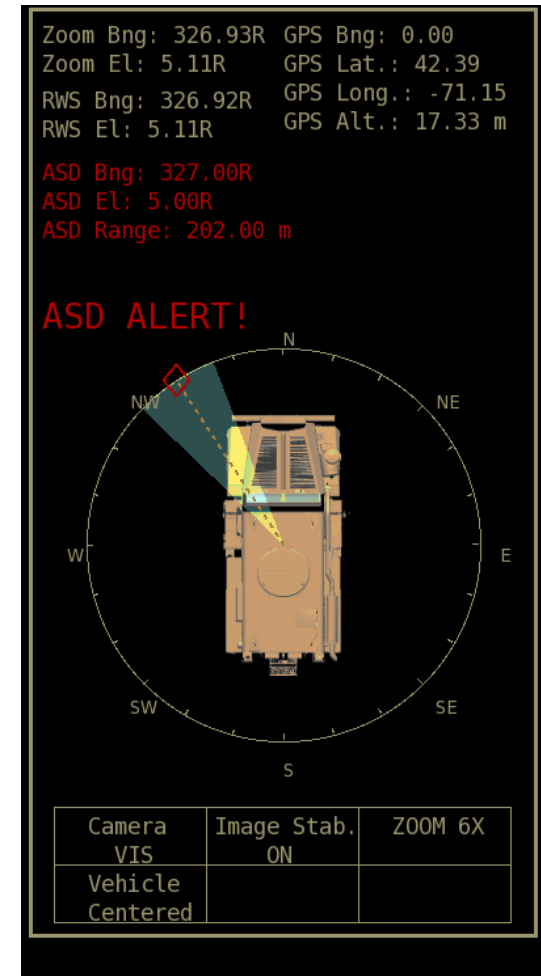 Zoom Bng: 326.93R GPS Bng: 0.00
Zoom El: 5.11R GPS Lat.: 42.39
RWS Bng: 326.92R GPS Long.: -71.15
RWS El: 5.11R GPS Alt.: 17.33 m
ASD Bng: 327.00R
ASD El: 5.00R
ASD Range: 202.00 m
ASD ALERT!
N
NW NE
W E
SW SE
S
Camera Image Stab. ZOOM 6X
VIS ON
Vehicle
Centered